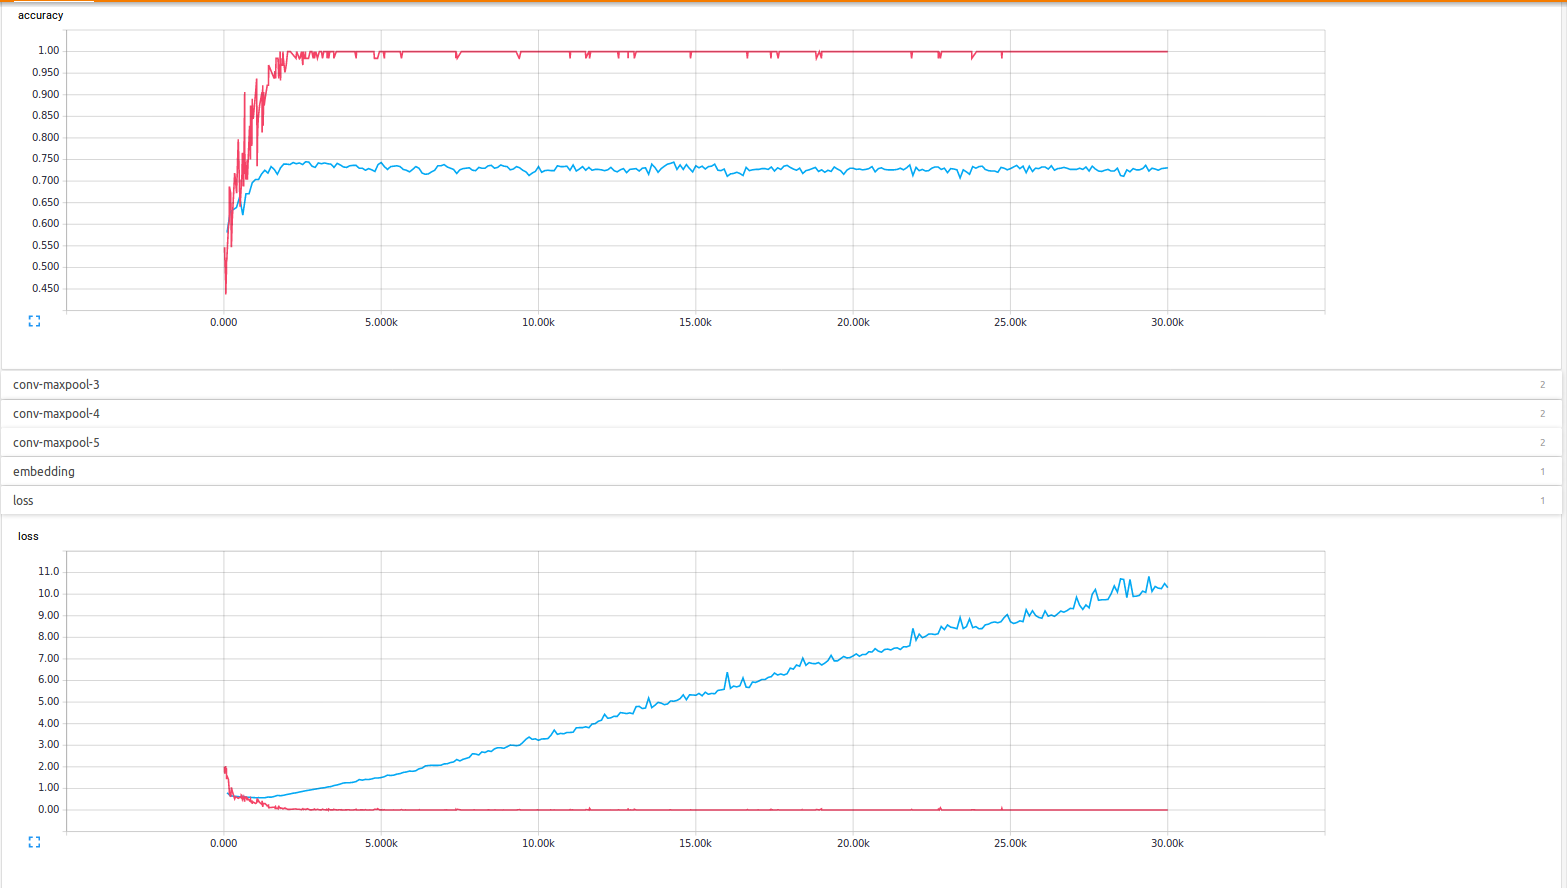 accuracy
1.00
0.950
0.900
0.850
0.800
0.750
0.700
0.650
0.600
0.550
0.500
0.450
0.000 5.000k 10.00k 15.00k 20.00k 25.00k 30.00k
conv-maxpool-3 2
conv-maxpool-4 2
conv-maxpool-5 2
embedding 1
loss 1
loss
11.0
10.0
9.00
8.00
7.00
6.00
5.00
4.00
3.00
2.00
1.00
0.00
0.000 5.000k 10.00k 15.00k 20.00k 25.00k 30.00k